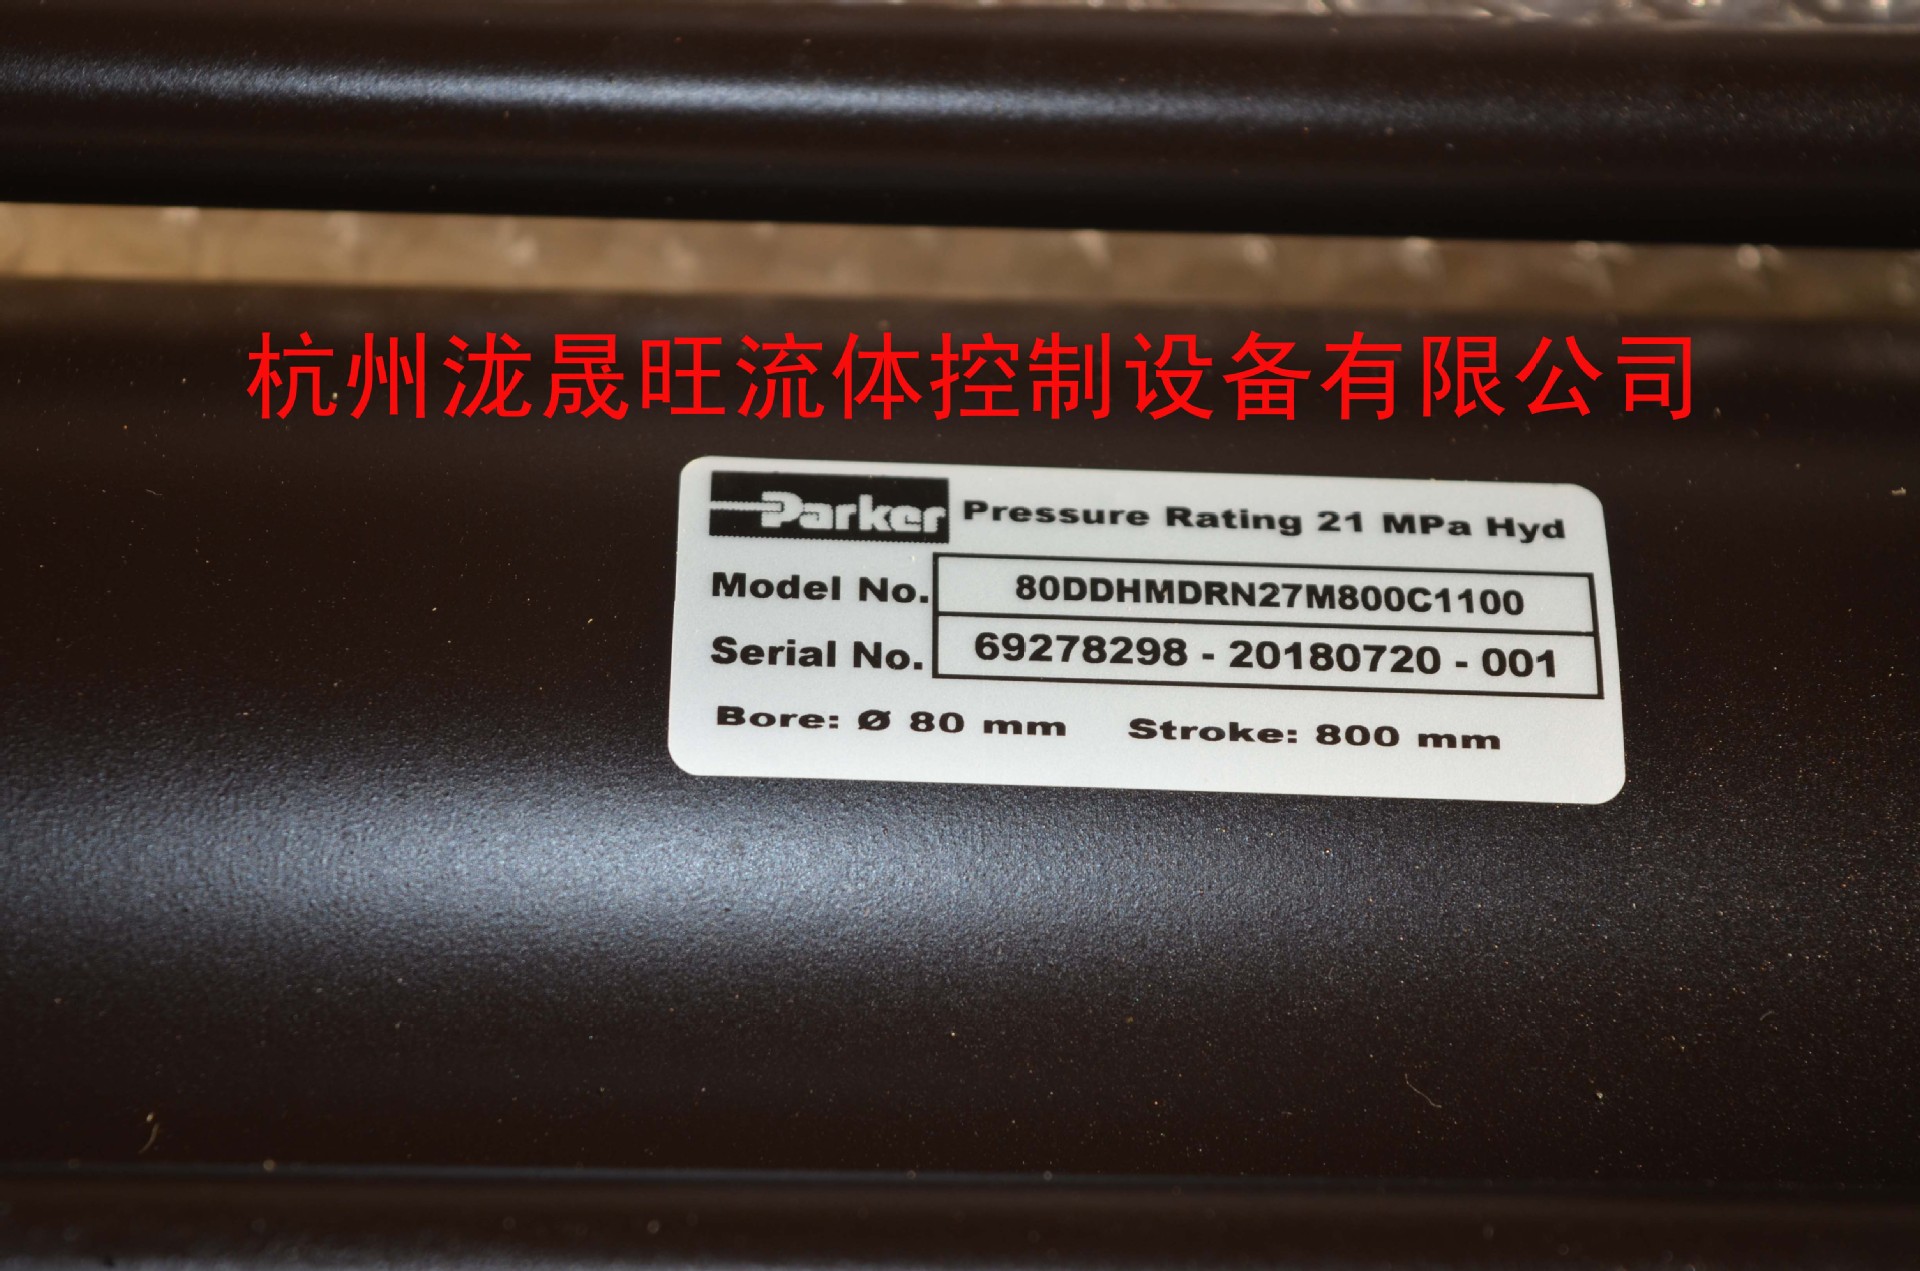 杭州泷晟旺流体控制设备有限公司
Parker Pressure Rating 21 MPa Hyd
Model No. 80DDHMDRN27M800C1100
Serial No. 69278298 - 20180720 - 001
Bore: Ø 80 mm Stroke: 800 mm